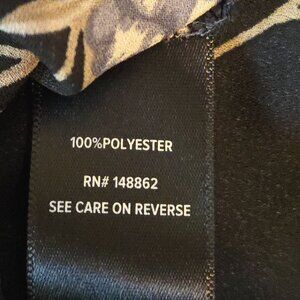 100%POLYESTER
RN# 148862
SEE CARE ON REVERSE